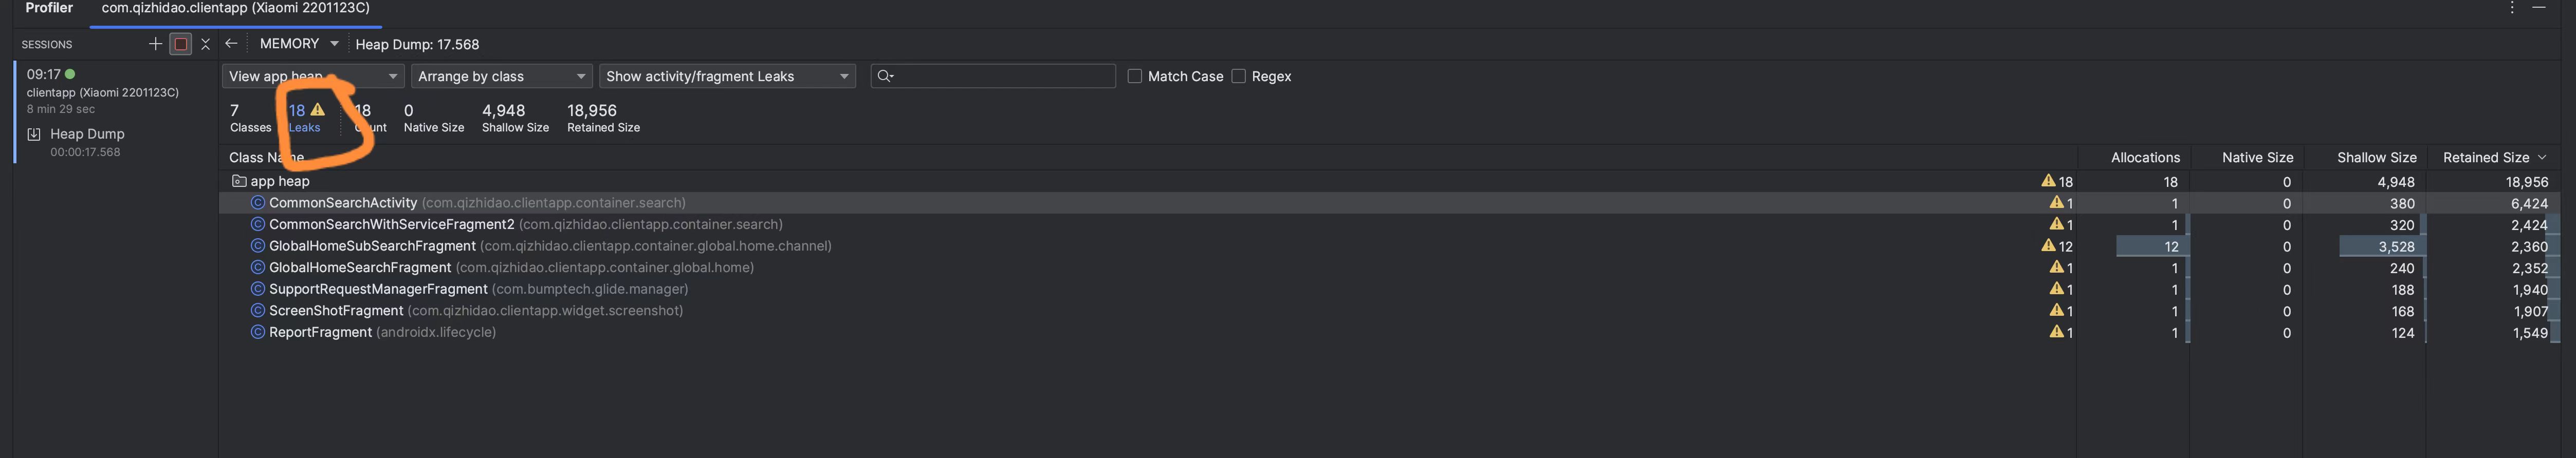 Profiler com.qizhidao.clientapp (Xiaomi 2201123C)
SESSIONS MEMORY Heap Dump: 17.568
09:17
clientapp (Xiaomi 2201123C)
8 min 29 sec
Heap Dump
00:00:17.568
View app heap Arrange by class Show activity/fragment Leaks Match Case Regex
7 18 18 0 4,948 18,956
Classes Leaks Count Native Size Shallow Size Retained Size
Class Name Allocations Native Size Shallow Size Retained Size
app heap 18 18 0 4,948 18,956
CommonSearchActivity (com.qizhidao.clientapp.container.search) 1 1 0 380 6,424
CommonSearchWithServiceFragment2 (com.qizhidao.clientapp.container.search) 1 1 0 320 2,424
GlobalHomeSubSearchFragment (com.qizhidao.clientapp.container.global.home.channel) 12 12 0 3,528 2,360
GlobalHomeSearchFragment (com.qizhidao.clientapp.container.global.home) 1 1 0 240 2,352
SupportRequestManagerFragment (com.bumptech.glide.manager) 1 1 0 188 1,940
ScreenShotFragment (com.qizhidao.clientapp.widget.screenshot) 1 1 0 168 1,907
ReportFragment (androidx.lifecycle) 1 1 0 124 1,549